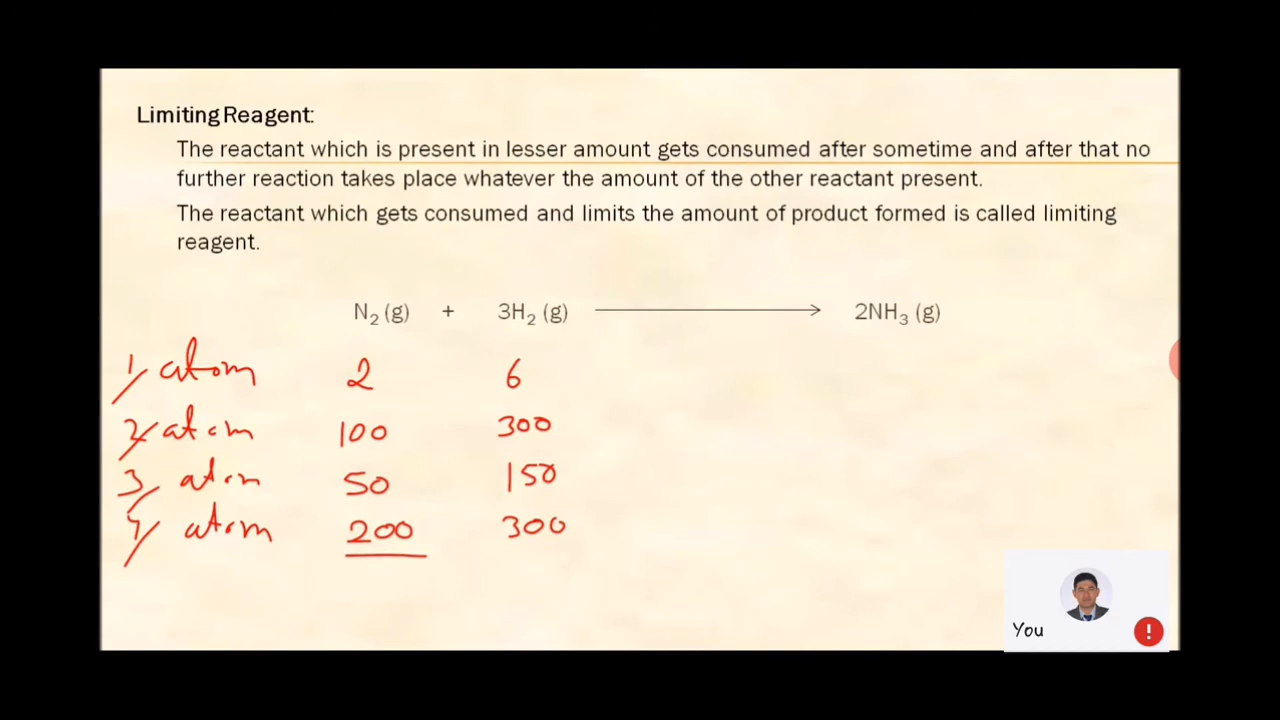 Limiting Reagent:
The reactant which is present in lesser amount gets consumed after sometime and after that no
further reaction takes place whatever the amount of the other reactant present.
The reactant which gets consumed and limits the amount of product formed is called limiting
reagent.
N₂ (g) + 3H₂ (g) ⟶ 2NH₃ (g)
1/ atom 2 6
2/ atom 100 300
3/ atom 50 150
4/ atom 200 300
You
!